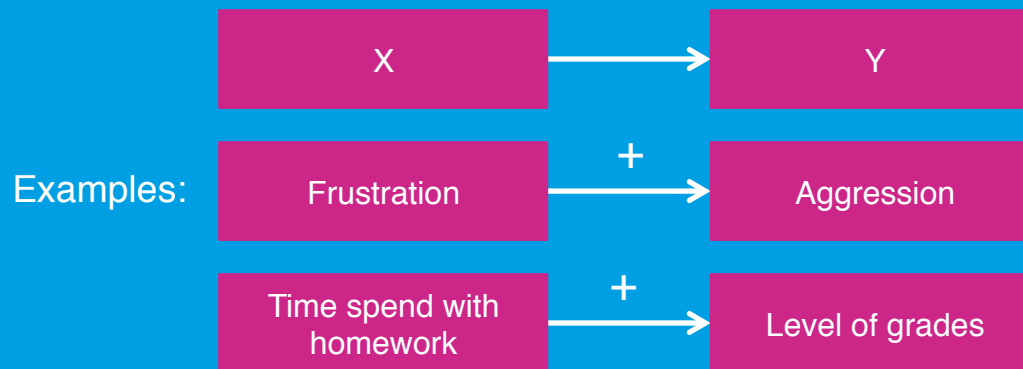 X
Y
+
Examples:
Frustration
Aggression
+
Time spend with
homework
Level of grades